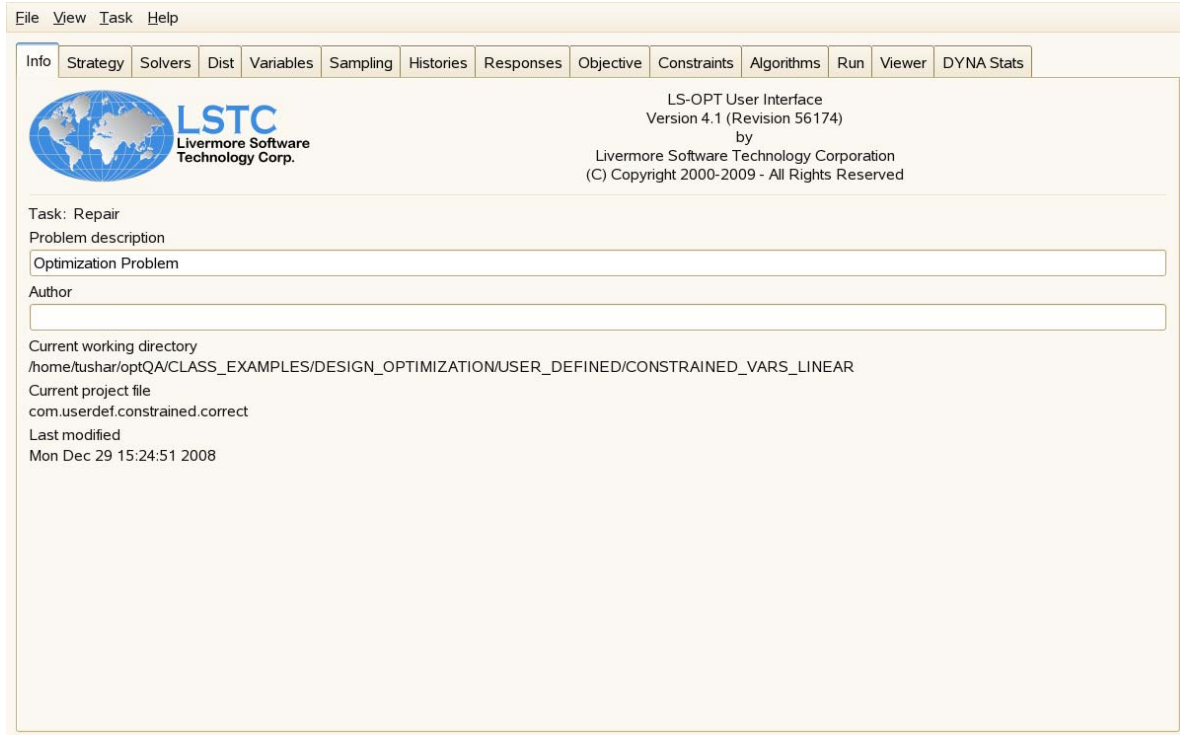 File View Task Help
Info Strategy Solvers Dist Variables Sampling Histories Responses Objective Constraints Algorithms Run Viewer DYNA Stats
LSTC
Livermore Software
Technology Corp.
LS-OPT User Interface
Version 4.1 (Revision 56174)
by
Livermore Software Technology Corporation
(C) Copyright 2000-2009 - All Rights Reserved
Task: Repair
Problem description
Optimization Problem
Author
Current working directory
/home/tushar/optQA/CLASS_EXAMPLES/DESIGN_OPTIMIZATION/USER_DEFINED/CONSTRAINED_VARS_LINEAR
Current project file
com.userdef.constrained.correct
Last modified
Mon Dec 29 15:24:51 2008